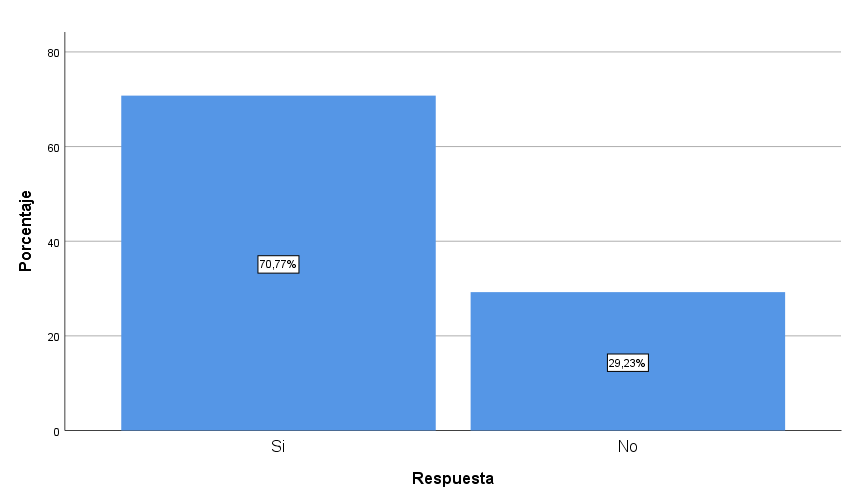 80
60
40
20
0
Porcentaje
70,77%
29,23%
Si
No
Respuesta